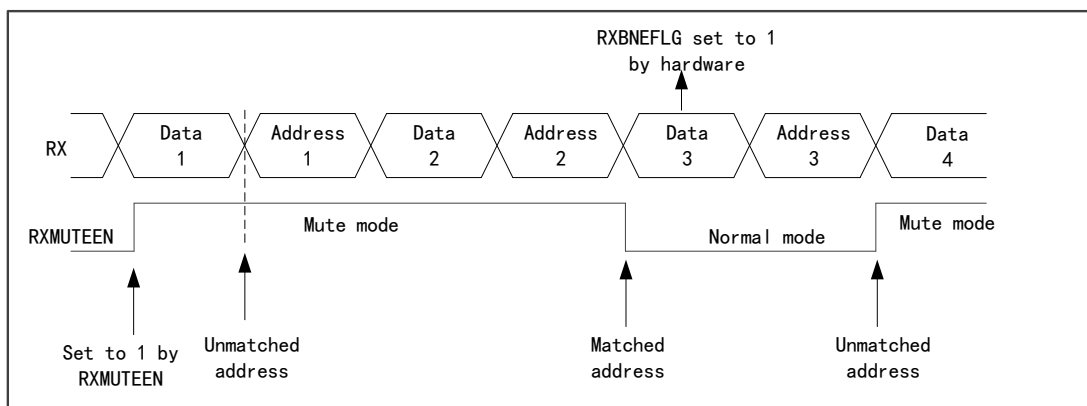 RXBNEFLG set to 1
by hardware
RX
Data
1
Address
1
Data
2
Address
2
Data
3
Address
3
Data
4
RXMUTEEN
Mute mode
Normal mode
Mute mode
Set to 1 by
RXMUTEEN
Unmatched
address
Matched
address
Unmatched
address